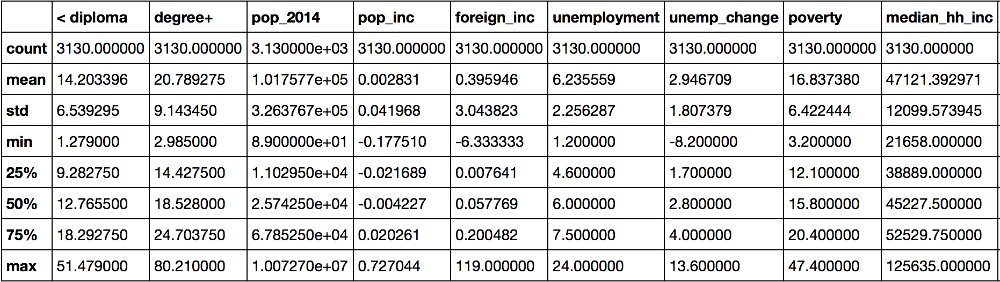 < diploma degree+ pop_2014 pop_inc foreign_inc unemployment unemp_change poverty median_hh_inc
count 3130.000000 3130.000000 3.130000e+03 3130.000000 3130.000000 3130.000000 3130.000000 3130.000000 3130.000000
mean 14.203396 20.789275 1.017577e+05 0.002831 0.395946 6.235559 2.946709 16.837380 47121.392971
std 6.539295 9.143450 3.263767e+05 0.041968 3.043823 2.256287 1.807379 6.422444 12099.573945
min 1.279000 2.985000 8.900000e+01 -0.177510 -6.333333 1.200000 -8.200000 3.200000 21658.000000
25% 9.282750 14.427500 1.102950e+04 -0.021689 0.007641 4.600000 1.700000 12.100000 38889.000000
50% 12.765500 18.528000 2.574250e+04 -0.004227 0.057769 6.000000 2.800000 15.800000 45227.500000
75% 18.292750 24.703750 6.785250e+04 0.020261 0.200482 7.500000 4.000000 20.400000 52529.750000
max 51.479000 80.210000 1.007270e+07 0.727044 119.000000 24.000000 13.600000 47.400000 125635.000000